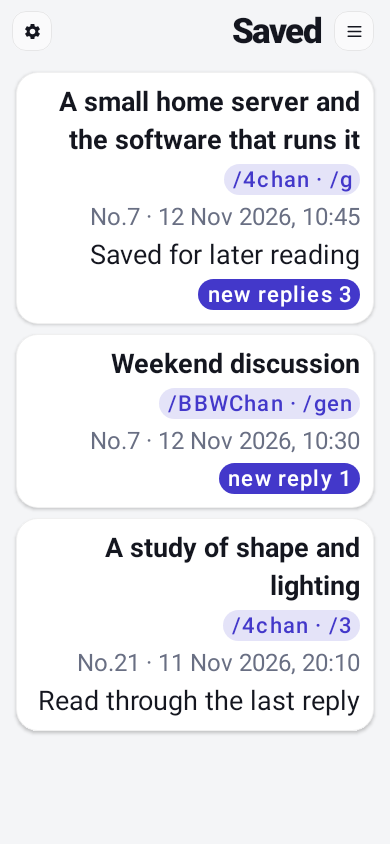 Saved
A small home server and
the software that runs it
/4chan · /g
No.7 · 12 Nov 2026, 10:45
Saved for later reading
new replies 3
Weekend discussion
/BBWChan · /gen
No.7 · 12 Nov 2026, 10:30
new reply 1
A study of shape and
lighting
/4chan · /3
No.21 · 11 Nov 2026, 20:10
Read through the last reply